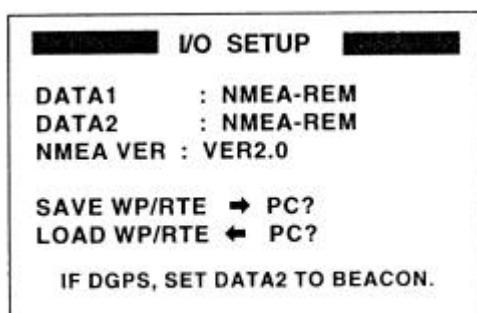 I/O SETUP
DATA1 : NMEA-REM
DATA2 : NMEA-REM
NMEA VER : VER2.0
SAVE WP/RTE ➡ PC?
LOAD WP/RTE ⬅ PC?
IF DGPS, SET DATA2 TO BEACON.